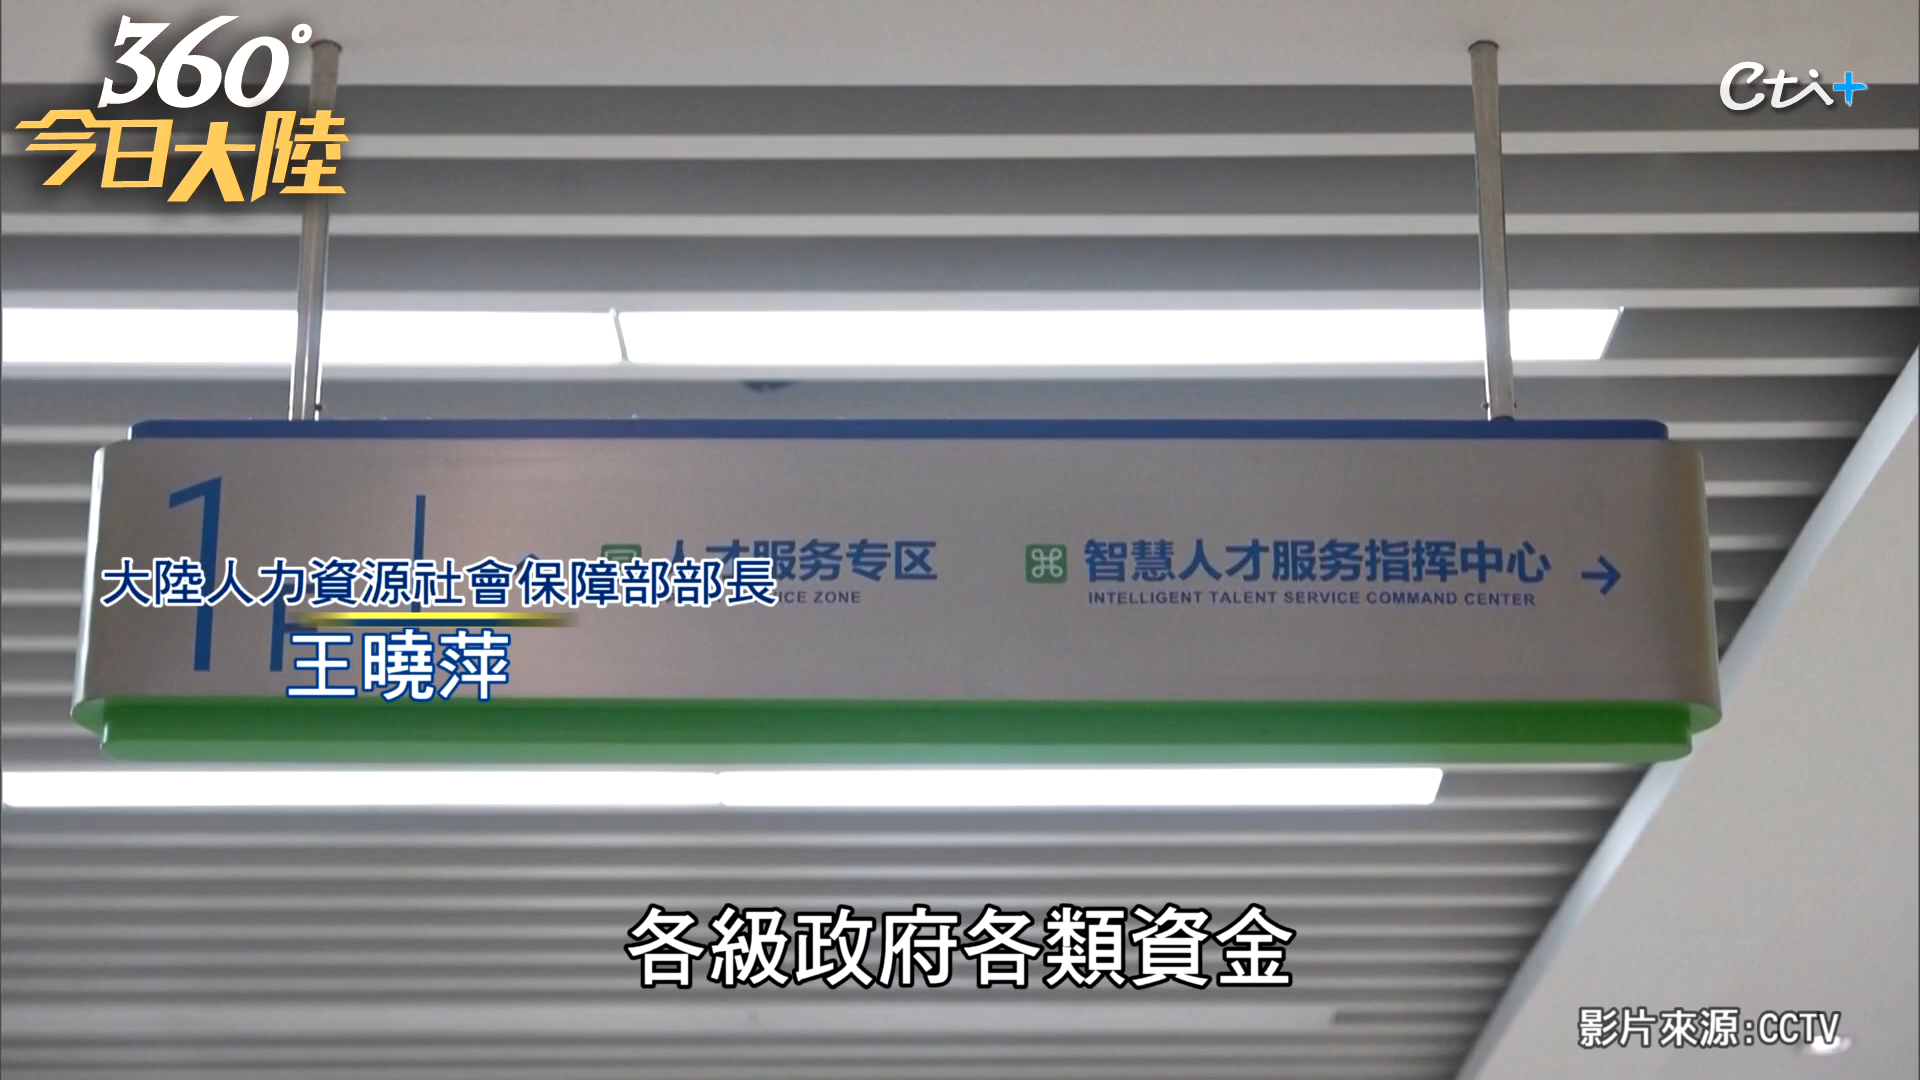 360°
今日大陸
Cti+
1F
人才服务专区
ICE ZONE
智慧人才服务指挥中心 →
INTELLIGENT TALENT SERVICE COMMAND CENTER
大陸人力資源社會保障部部長
王曉萍
各級政府各類資金
影片來源:CCTV